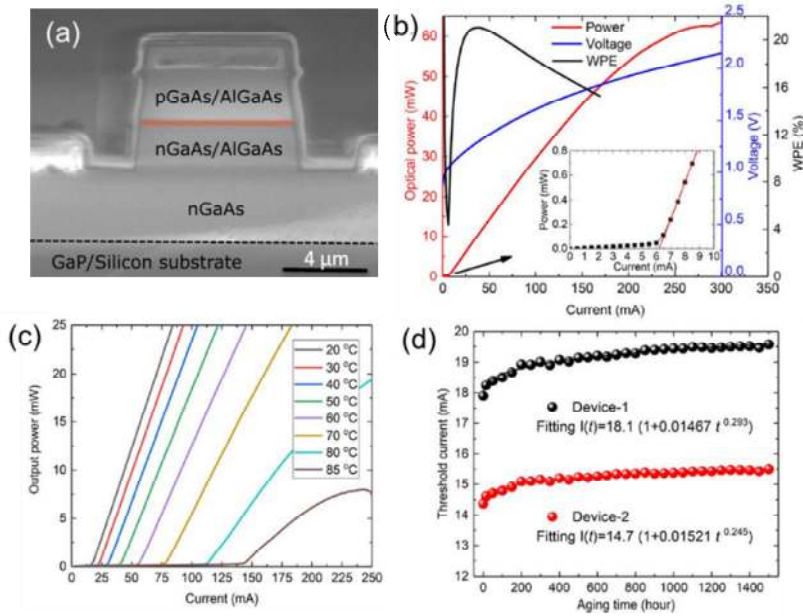 (a)
pGaAs/AlGaAs
nGaAs/AlGaAs
nGaAs
GaP/Silicon substrate
4 μm
(b)
Power
Voltage
WPE
Optical power (mW)
60
50
40
30
20
10
0
Voltage (V)
2.5
2.0
1.5
1.0
0.5
0.0
WPE (%)
20
16
12
8
4
0
Power (mW)
0.8
0.6
0.4
0.2
0.0
0 1 2 3 4 5 6 7 8 9 10
Current (mA)
0 50 100 150 200 250 300 350
Current (mA)
(c)
Output power (mW)
25
20
15
10
5
0
20 °C
30 °C
40 °C
50 °C
60 °C
70 °C
80 °C
85 °C
0 25 50 75 100 125 150 175 200 225 250
Current (mA)
(d)
Threshold current (mA)
20
19
18
17
16
15
14
13
12
Device-1
Fitting I(t)=18.1 (1+0.01467 t^0.293)
Device-2
Fitting I(t)=14.7 (1+0.01521 t^0.245)
0 200 400 600 800 1000 1200 1400
Aging time (hour)